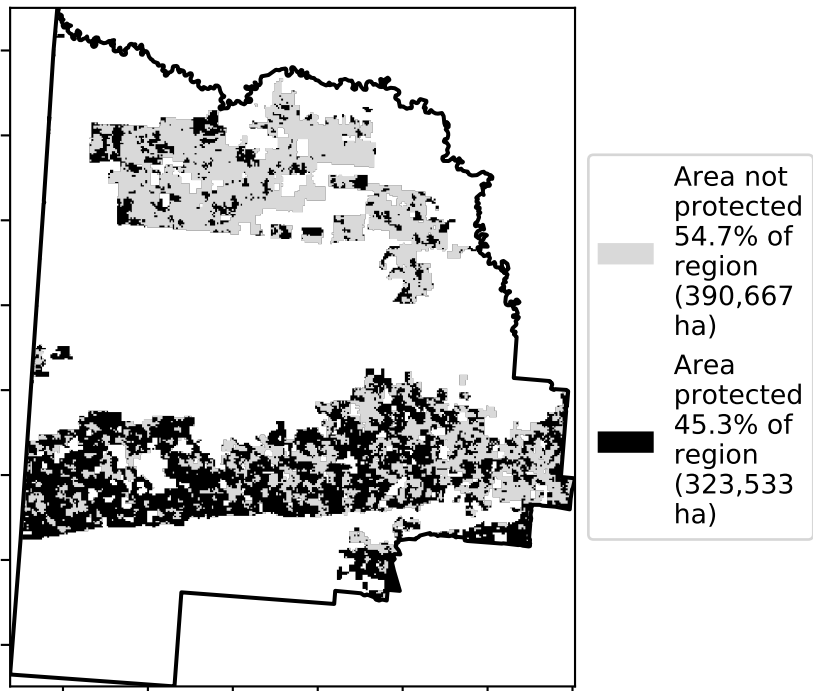 Area not
protected
54.7% of
region
(390,667
ha)
Area
protected
45.3% of
region
(323,533
ha)